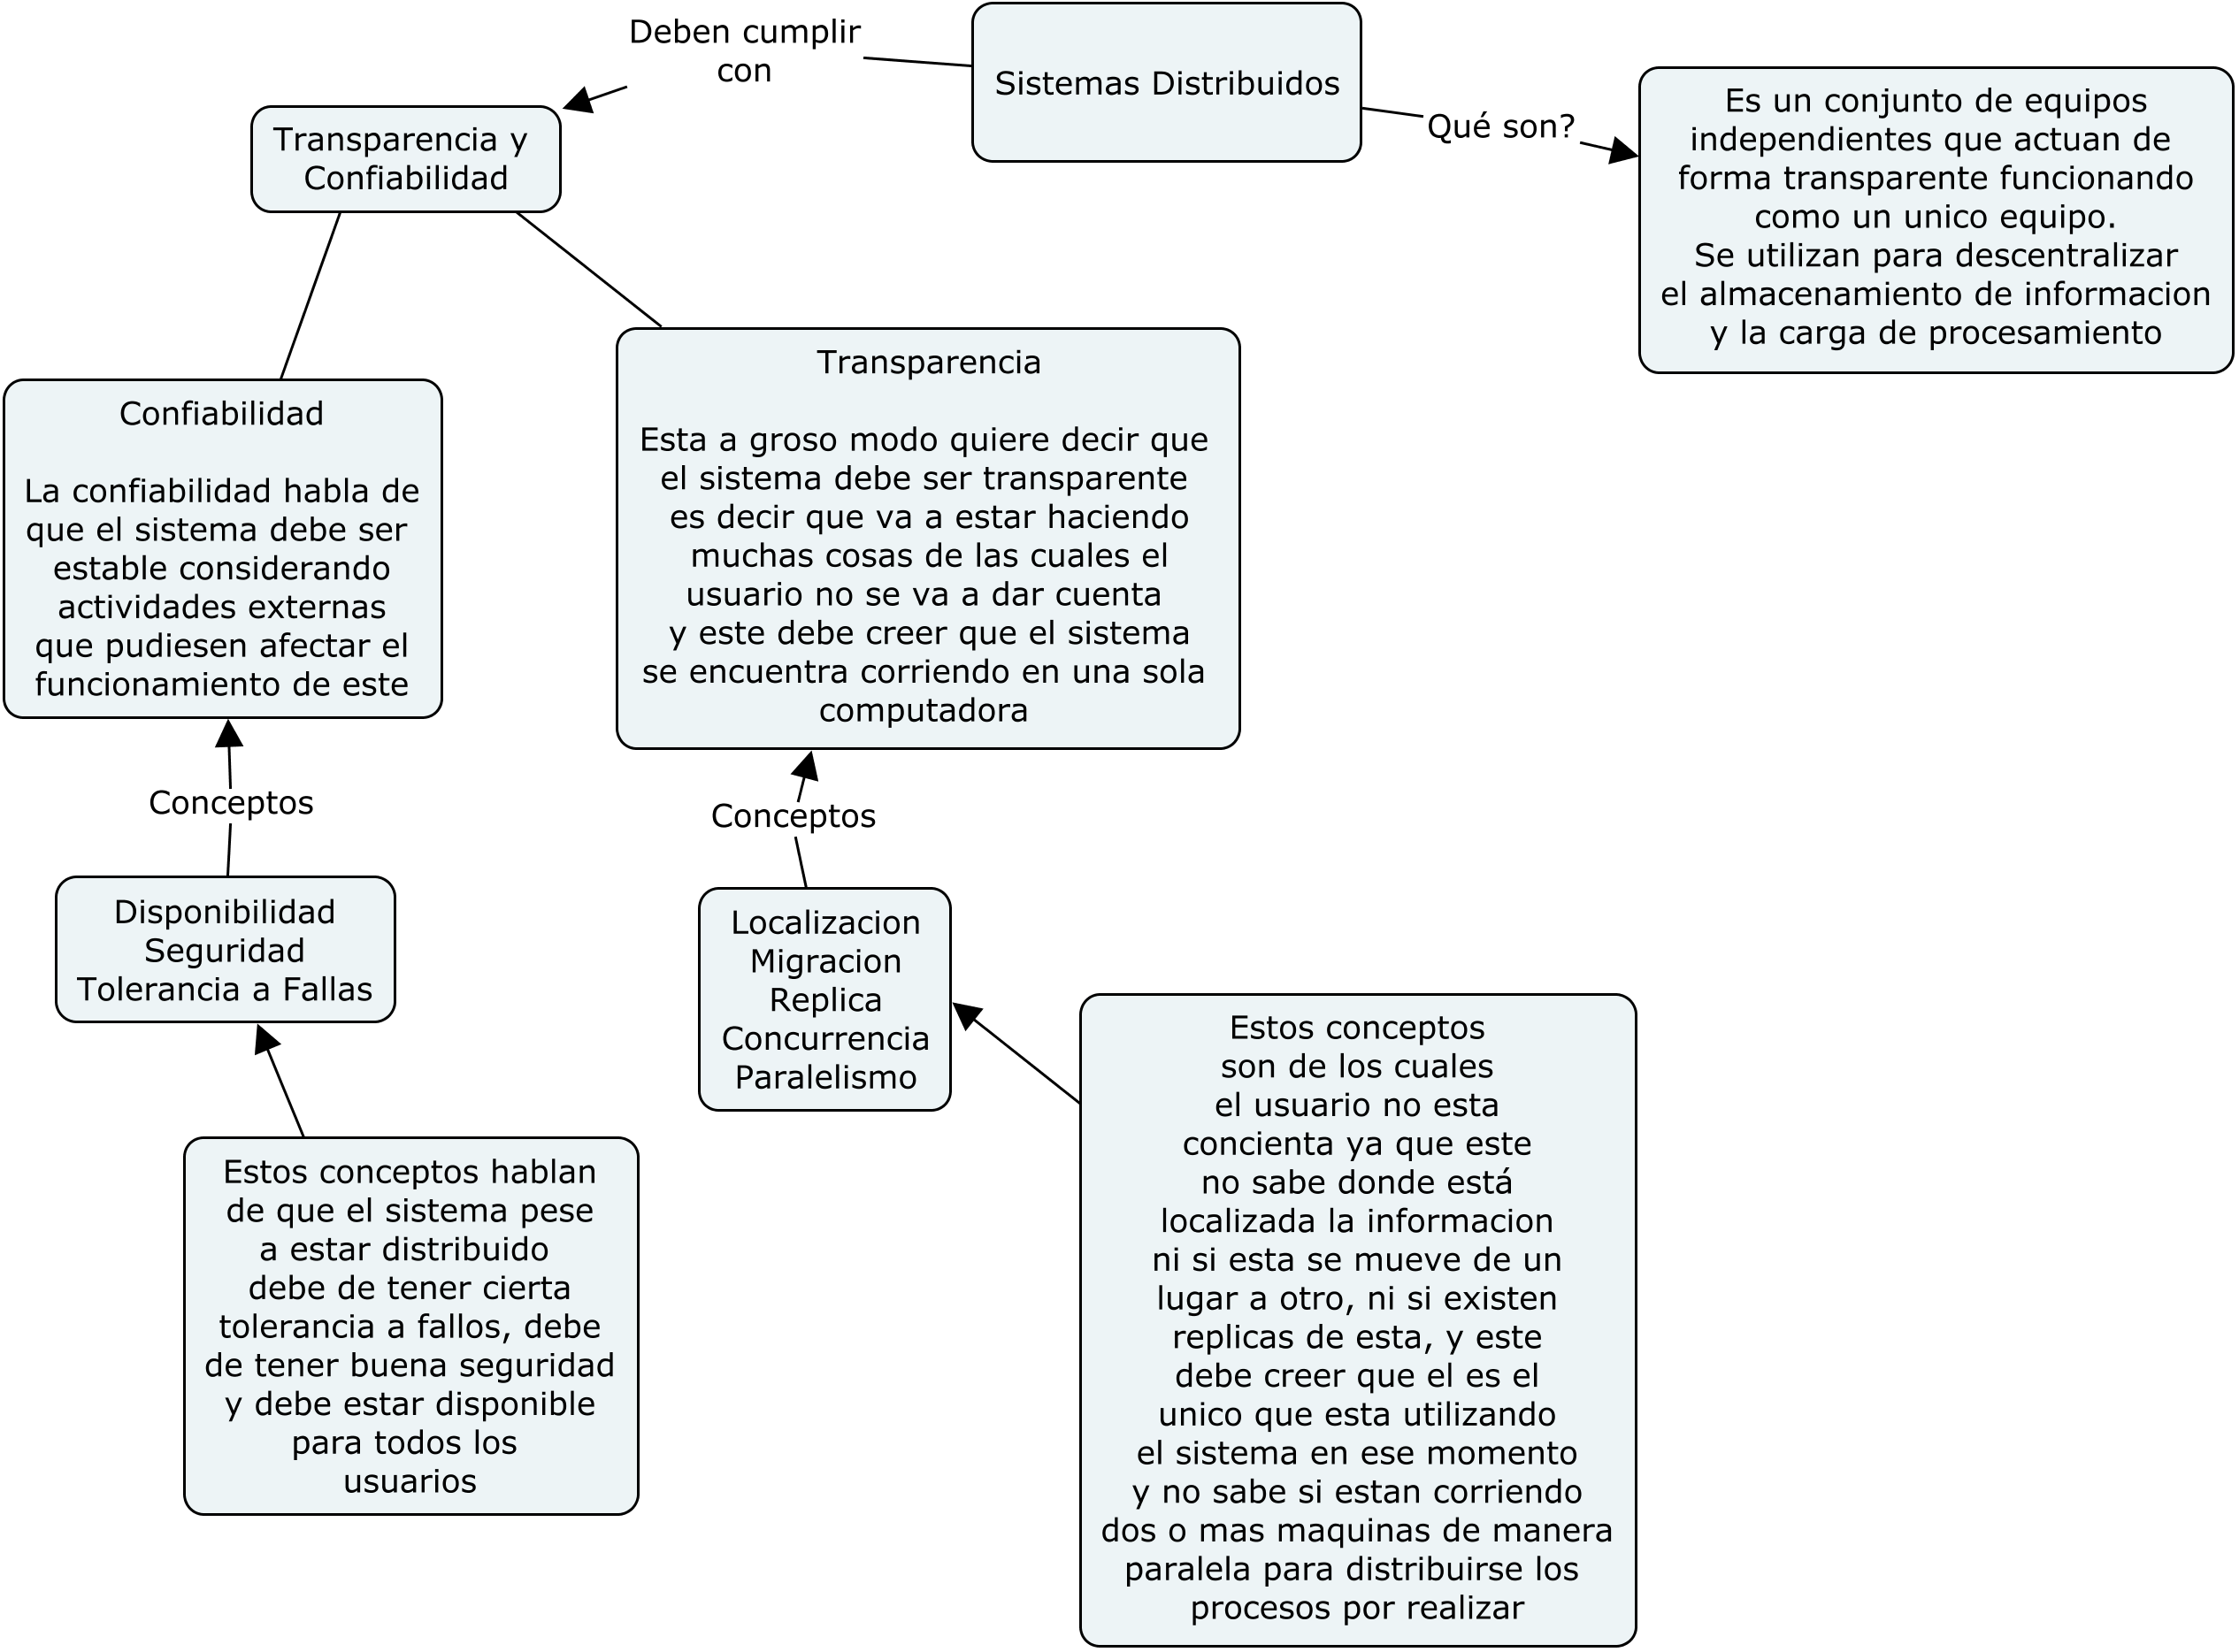 Deben cumplir
con
Sistemas Distribuidos
Qué son?
Es un conjunto de equipos
independientes que actuan de
forma transparente funcionando
como un unico equipo.
Se utilizan para descentralizar
el almacenamiento de informacion
y la carga de procesamiento
Transparencia y
Confiabilidad
Confiabilidad
La confiabilidad habla de
que el sistema debe ser
estable considerando
actividades externas
que pudiesen afectar el
funcionamiento de este
Transparencia
Esta a groso modo quiere decir que
el sistema debe ser transparente
es decir que va a estar haciendo
muchas cosas de las cuales el
usuario no se va a dar cuenta
y este debe creer que el sistema
se encuentra corriendo en una sola
computadora
Conceptos
Conceptos
Disponibilidad
Seguridad
Tolerancia a Fallas
Localizacion
Migracion
Replica
Concurrencia
Paralelismo
Estos conceptos hablan
de que el sistema pese
a estar distribuido
debe de tener cierta
tolerancia a fallos, debe
de tener buena seguridad
y debe estar disponible
para todos los
usuarios
Estos conceptos
son de los cuales
el usuario no esta
concienta ya que este
no sabe donde está
localizada la informacion
ni si esta se mueve de un
lugar a otro, ni si existen
replicas de esta, y este
debe creer que el es el
unico que esta utilizando
el sistema en ese momento
y no sabe si estan corriendo
dos o mas maquinas de manera
paralela para distribuirse los
procesos por realizar